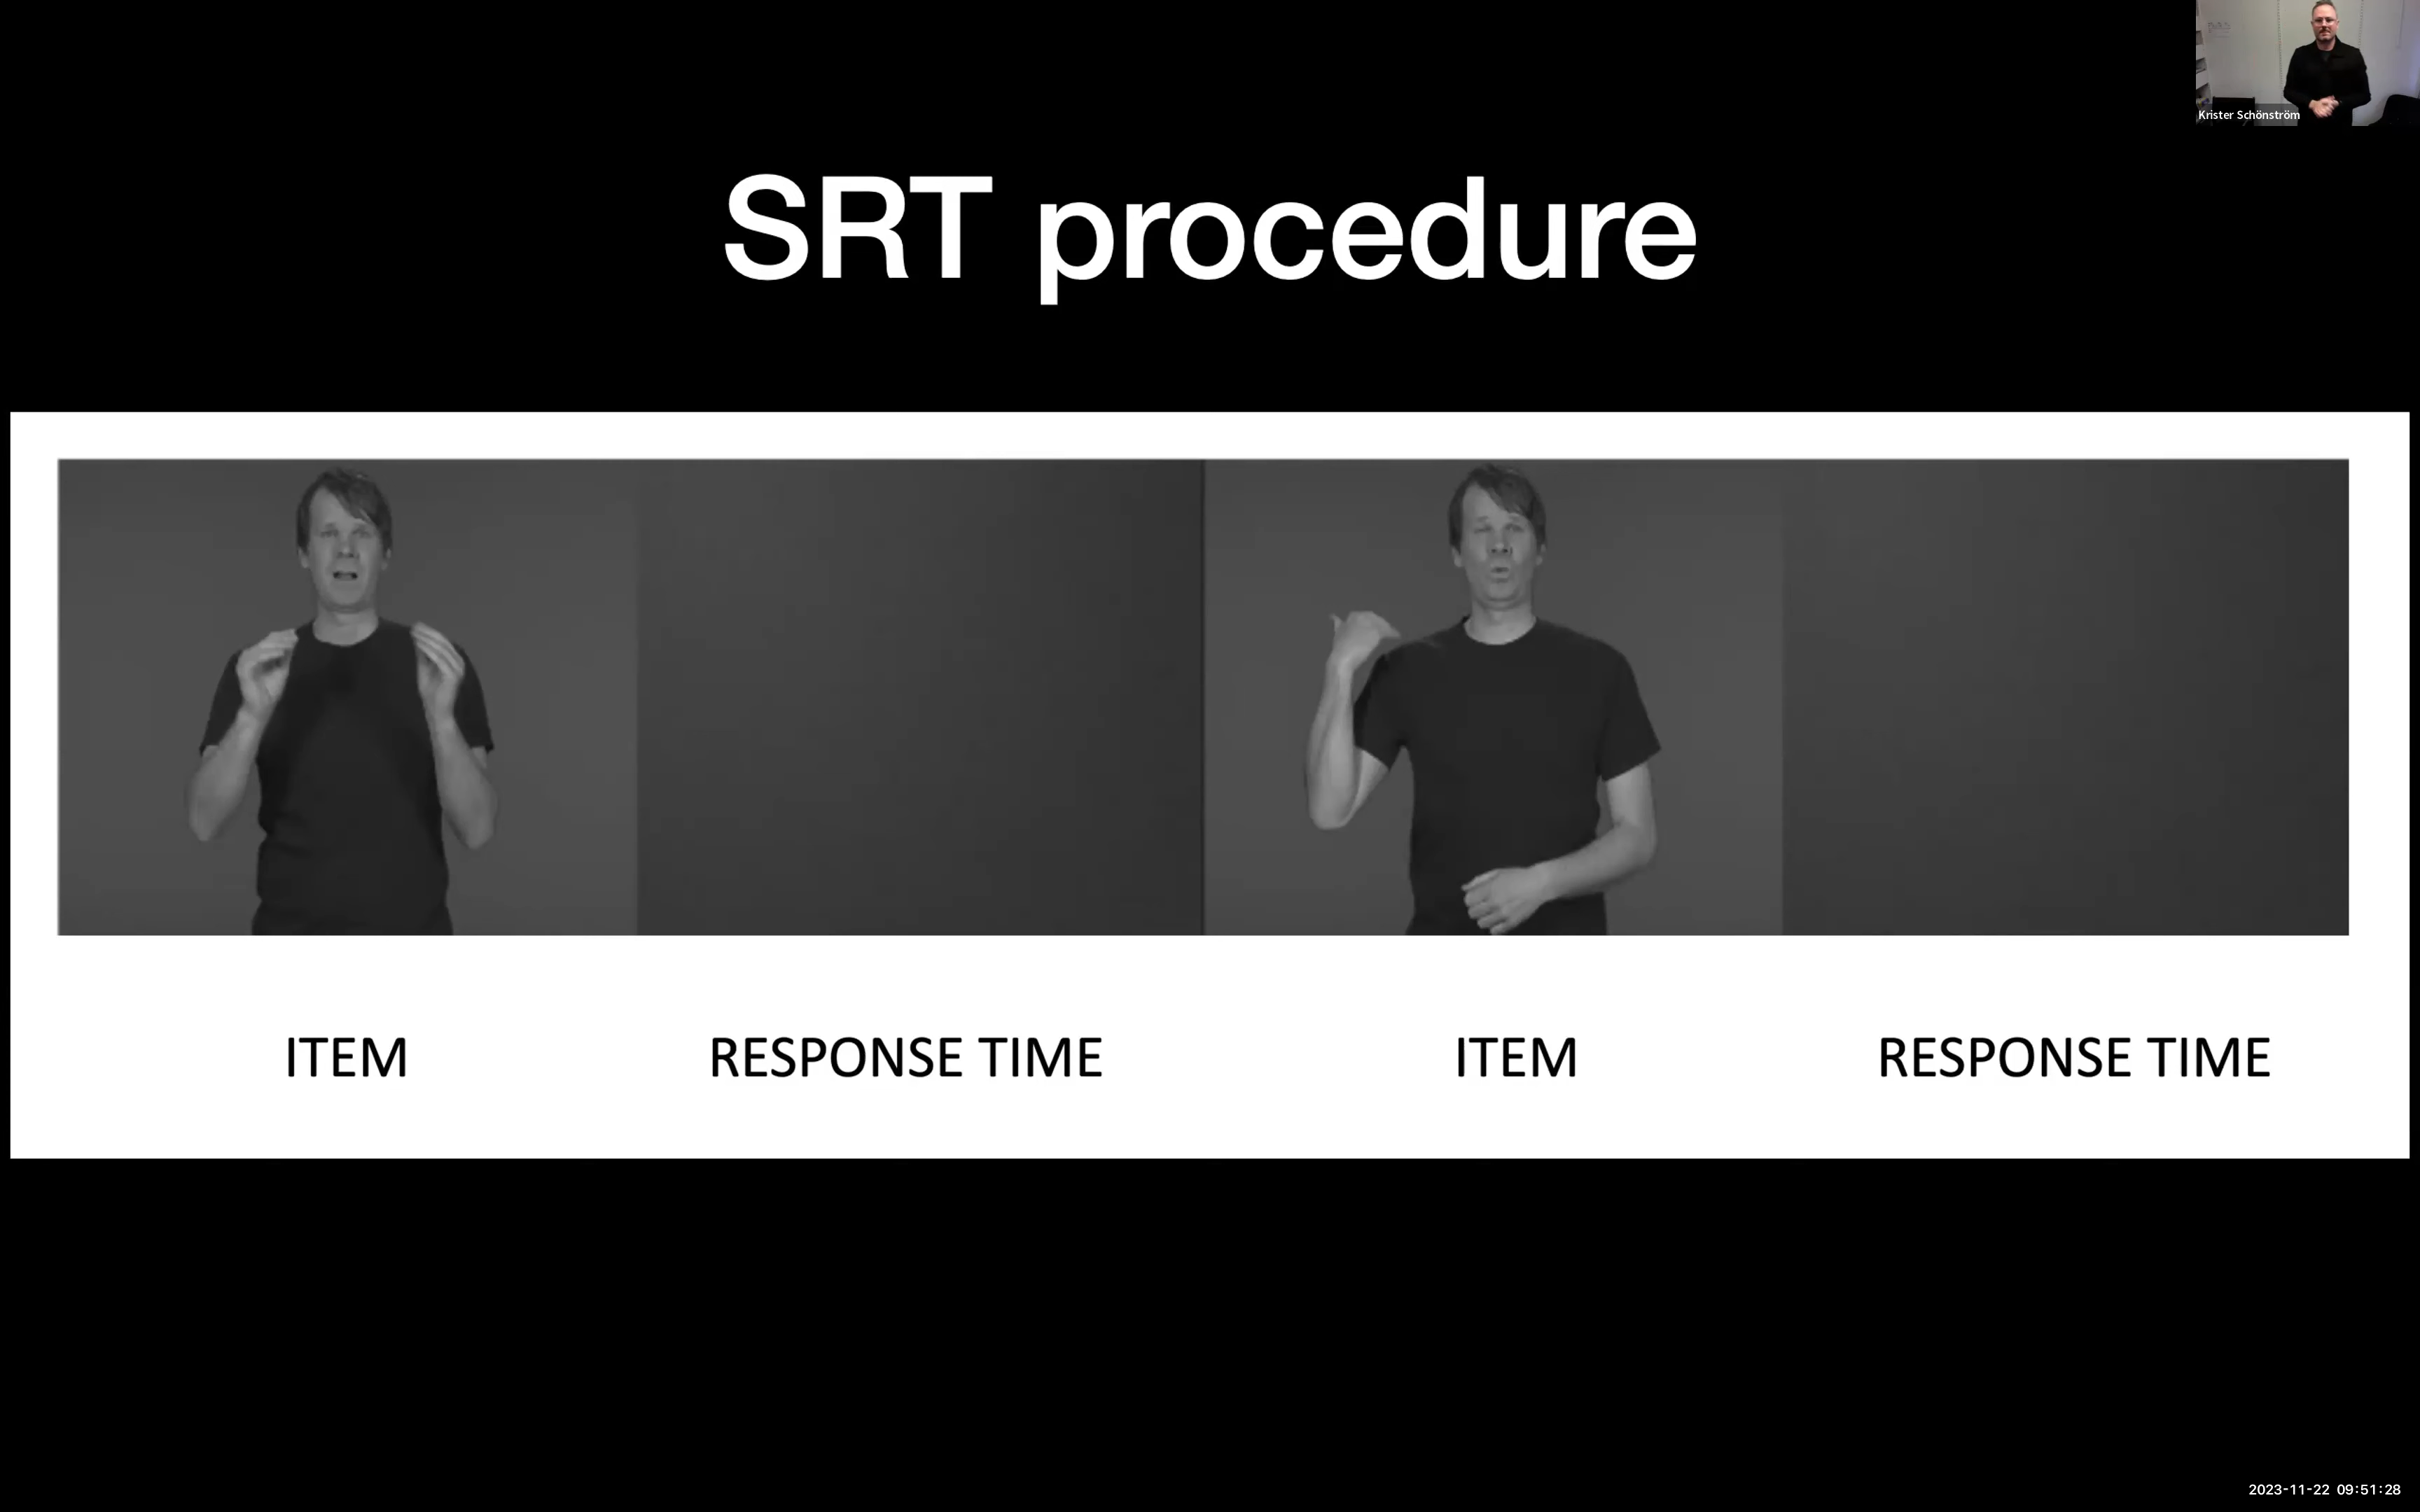 Krister Schönström
SRT procedure
ITEM
RESPONSE TIME
ITEM
RESPONSE TIME
2023-11-22 09:51:28